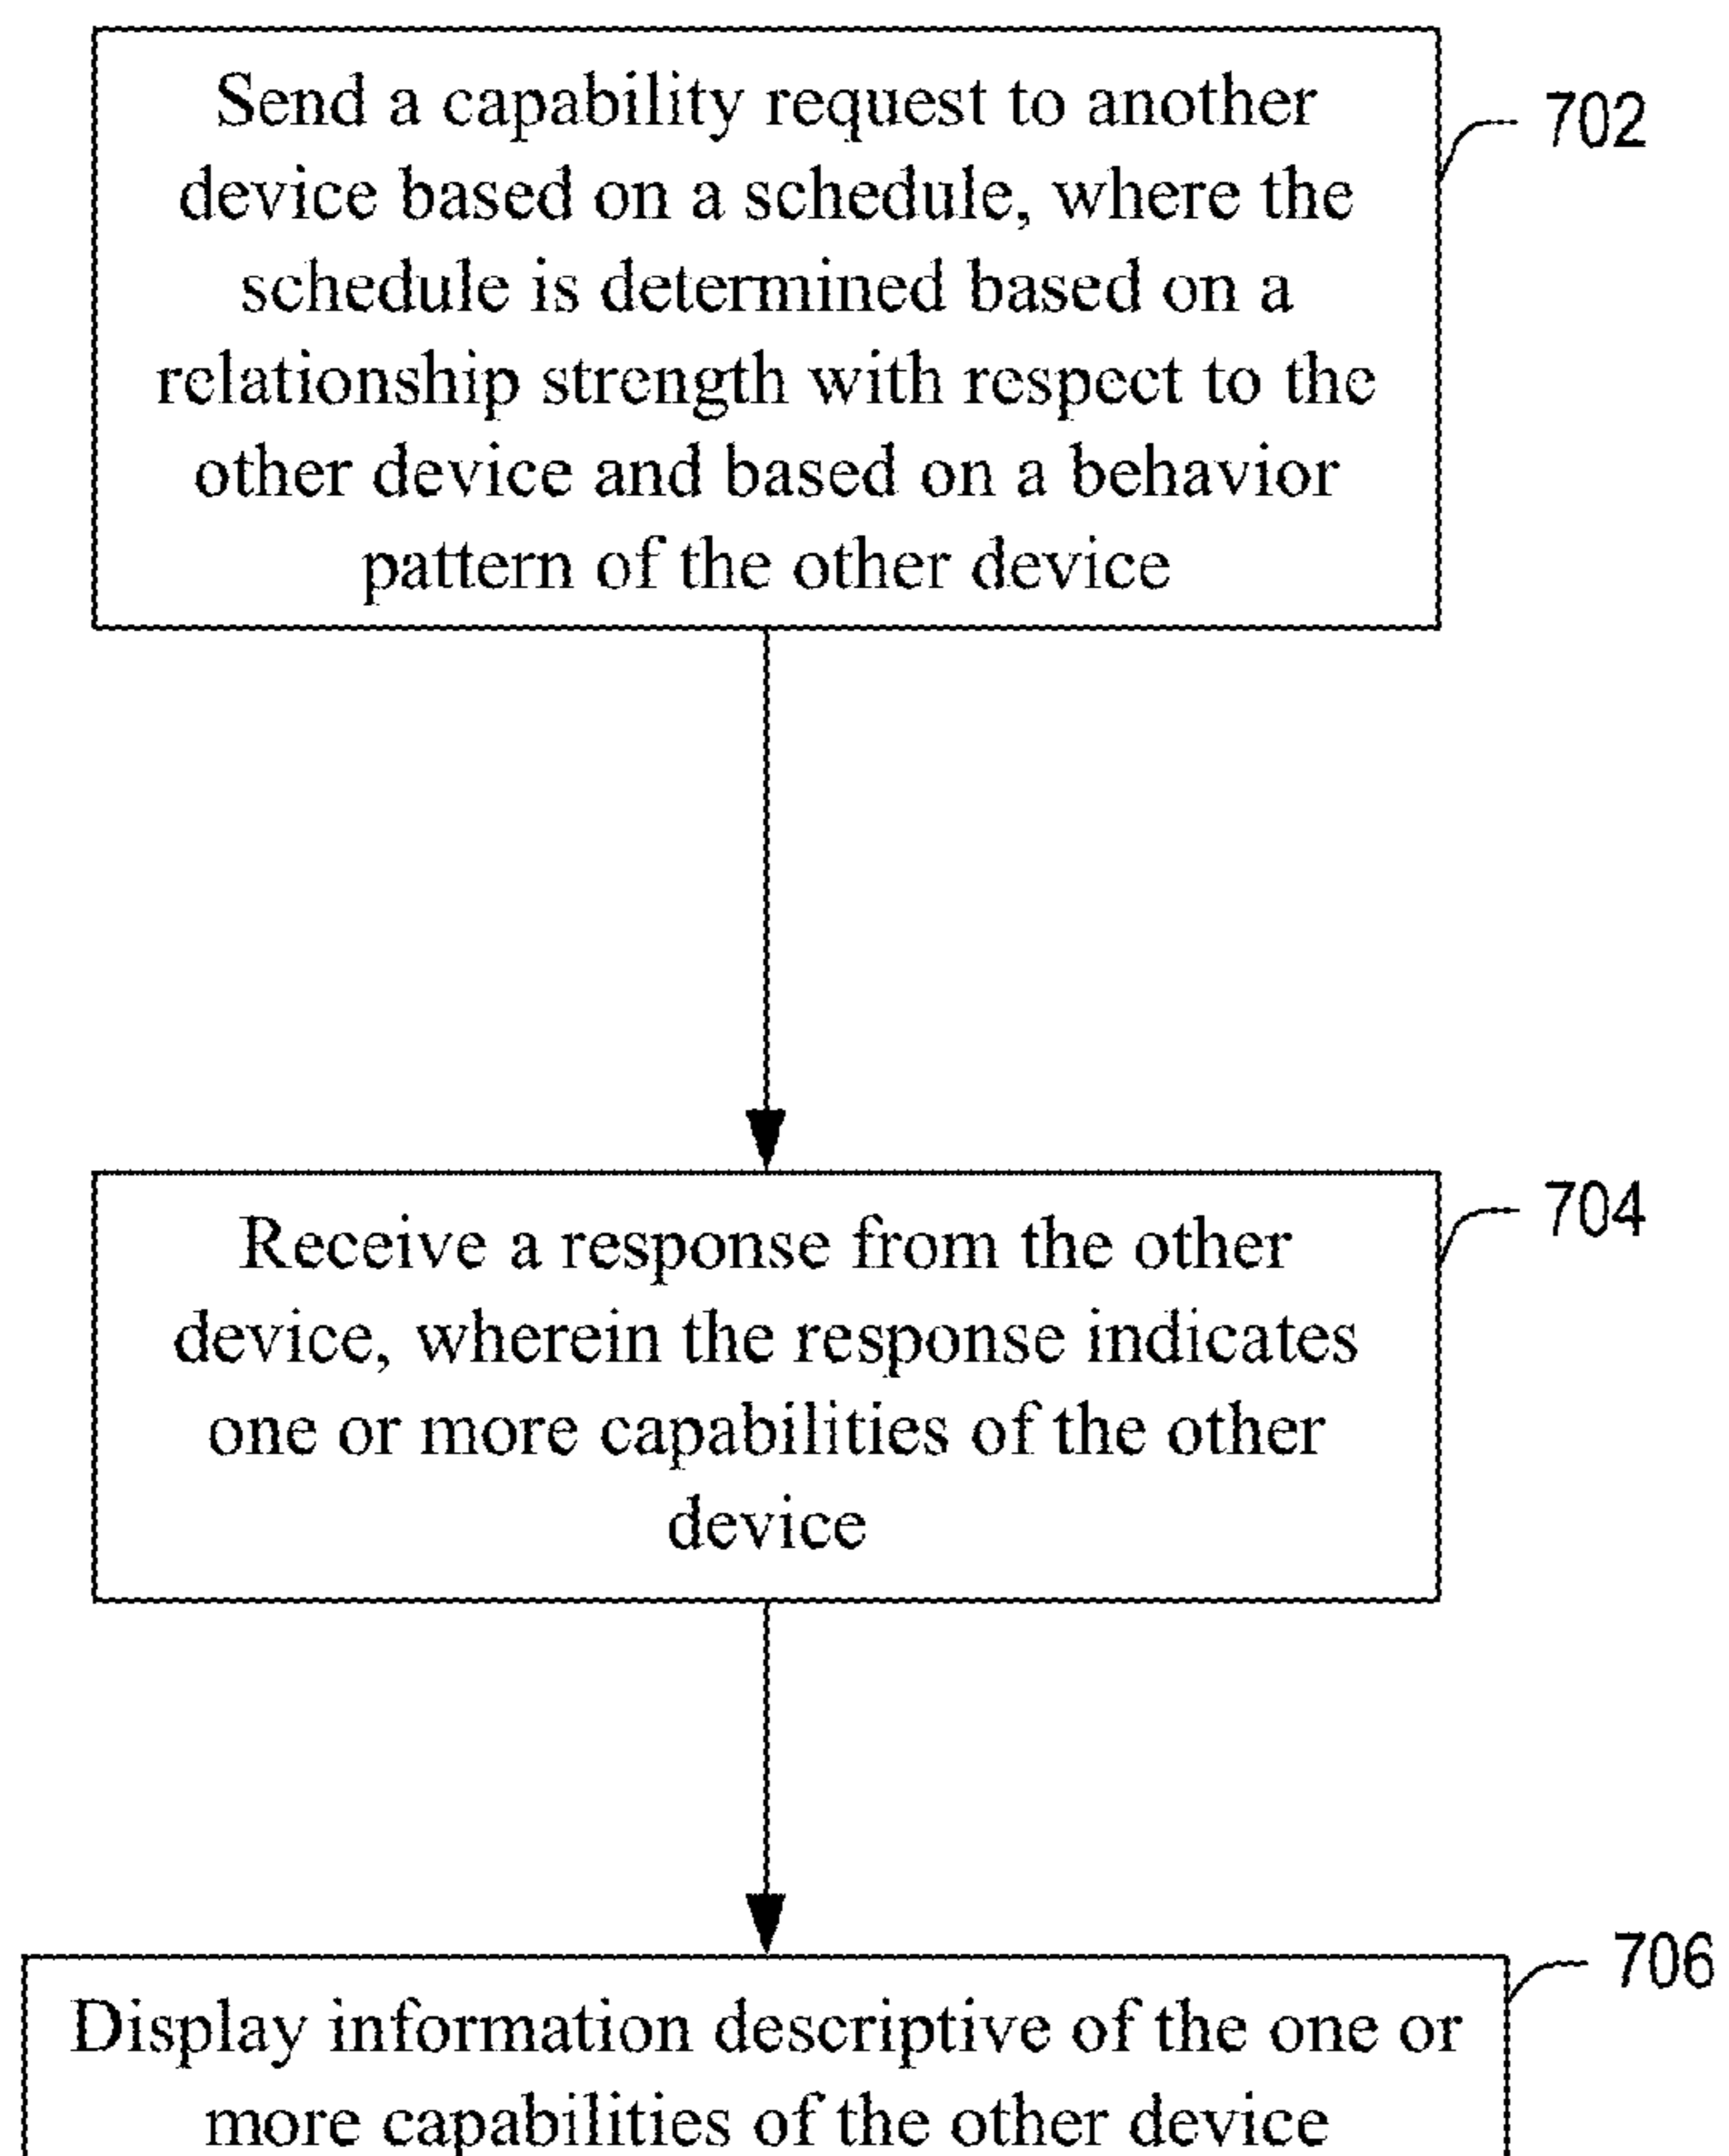 Send a capability request to another
702
device based on a schedule, where the
schedule is determined based on a
relationship strength with respect to the
other device and based on a behavior
pattern of the other device
Receive a response from the other
704
device, wherein the response indicates
one or more capabilities of the other
device
706
Display information descriptive of the one or
more capabilities of the other device